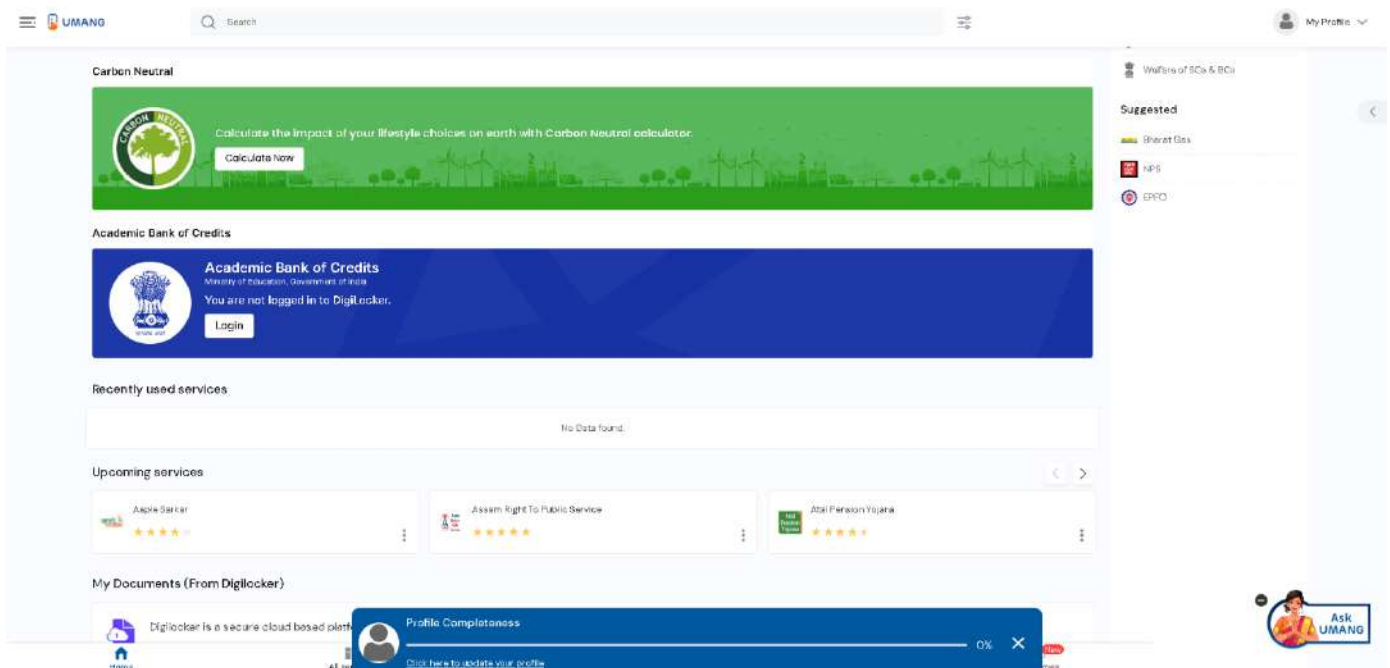 UMANG
Search
My Profile
Carbon Neutral
CARBON NEUTRAL
Calculate the impact of your lifestyle choices on earth with Carbon Neutral calculator.
Calculate Now
Academic Bank of Credits
Academic Bank of Credits
Ministry of Education, Government of India
You are not logged in to DigiLocker.
Login
Recently used services
No Data found.
Upcoming services
Aaple Sarkar
Assam Right To Public Service
Atal Pension Yojana
My Documents (From Digilocker)
Digilocker is a secure cloud based
Home
All
Profile Completeness
0%
Click here to update your profile
New
Welfare of SCs & BCs
Suggested
Bharat Gas
NPS
EPFO
Ask
UMANG